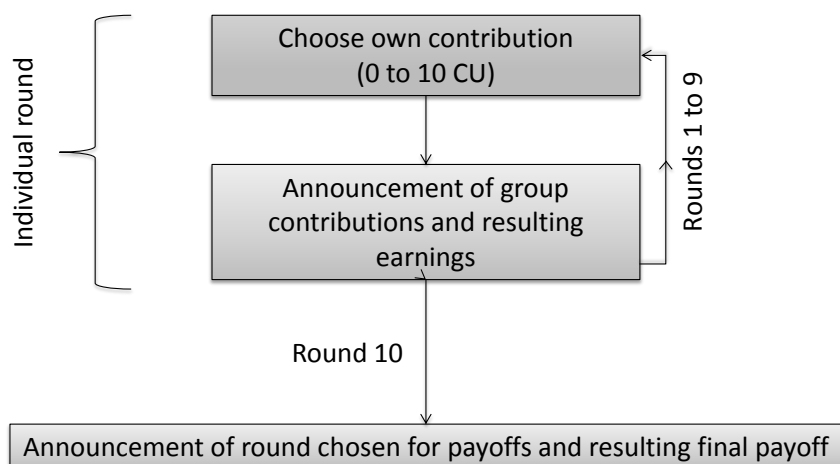 Choose own contribution
(0 to 10 CU)
Individual round
Rounds 1 to 9
Announcement of group
contributions and resulting
earnings
Round 10
Announcement of round chosen for payoffs and resulting final payoff